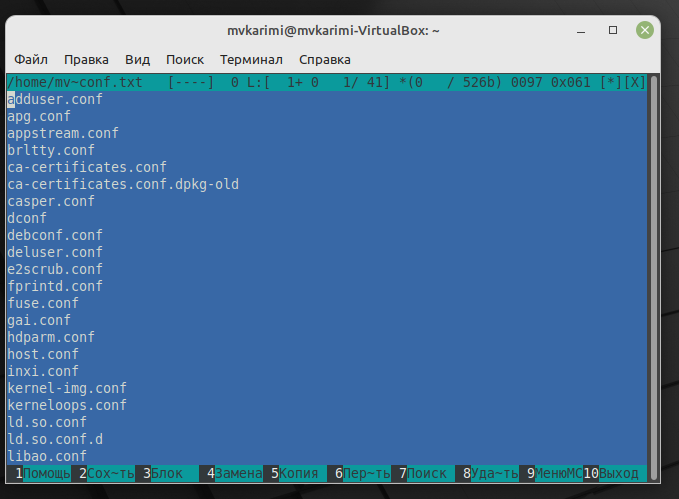 mvkarimi@mvkarimi-VirtualBox: ~
Файл Правка Вид Поиск Терминал Справка
/home/mv~conf.txt [----] 0 L:[ 1+ 0 1/ 41] *(0 / 526b) 0097 0x061 [*][X]
adduser.conf
apg.conf
appstream.conf
brltty.conf
ca-certificates.conf
ca-certificates.conf.dpkg-old
casper.conf
dconf
debconf.conf
deluser.conf
e2scrub.conf
fprintd.conf
fuse.conf
gai.conf
hdparm.conf
host.conf
inxi.conf
kernel-img.conf
kerneloops.conf
ld.so.conf
ld.so.conf.d
libao.conf
1Помощь 2Сох~ть 3Блок 4Замена 5Копия 6Пер~ть 7Поиск 8Уда~ть 9МенюMC 10Выход